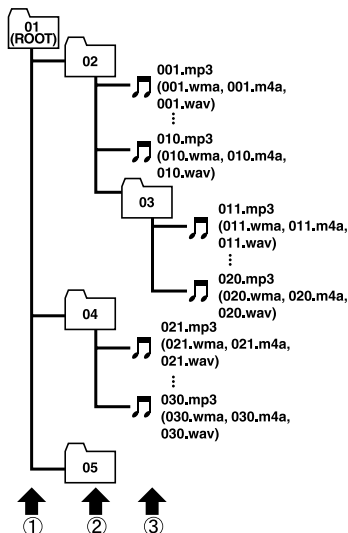 01
(ROOT)
02
001.mp3
(001.wma, 001.m4a,
001.wav)
⋮
010.mp3
(010.wma, 010.m4a,
010.wav)
03
011.mp3
(011.wma, 011.m4a,
011.wav)
⋮
020.mp3
(020.wma, 020.m4a,
020.wav)
04
021.mp3
(021.wma, 021.m4a,
021.wav)
⋮
030.mp3
(030.wma, 030.m4a,
030.wav)
05
① ② ③